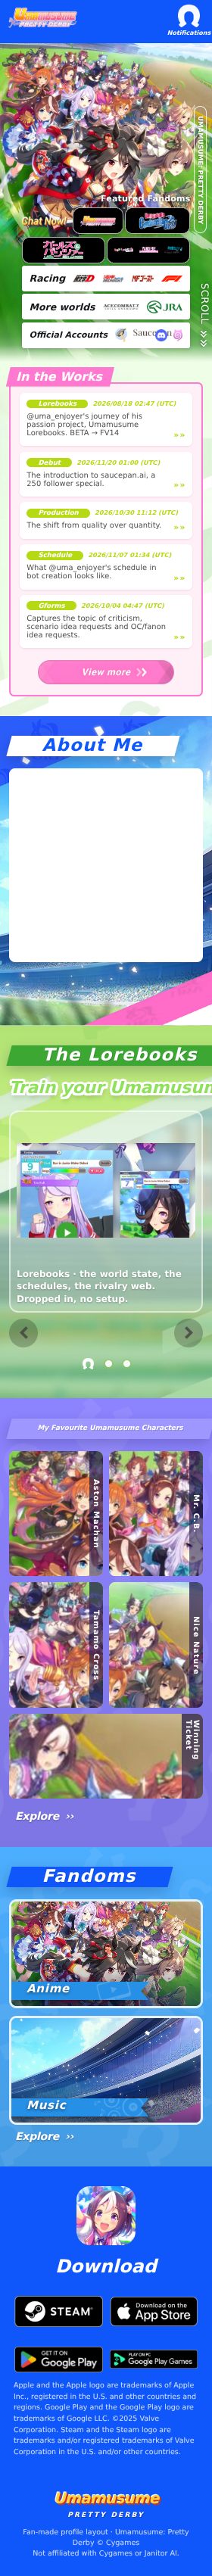 Umamusume
PRETTY DERBY
Notifications
UMAMUSUME: PRETTY DERBY
Featured Fandoms
Chat Now!
SCROLL
Racing
F1
More worlds
ACE COMBAT
JRA
Official Accounts
In the Works
Lorebooks 2026/08/18 02:47 (UTC)
@uma_enjoyer's journey of his
passion project, Umamusume
Lorebooks. BETA → FV14
Debut 2026/11/20 01:00 (UTC)
The introduction to saucepan.ai, a
250 follower special.
Production 2026/10/30 11:12 (UTC)
The shift from quality over quantity.
Schedule 2026/11/07 01:34 (UTC)
What @uma_enjoyer's schedule in
bot creation looks like.
Gforms 2026/10/04 04:47 (UTC)
Captures the topic of criticism,
scenario idea requests and OC/fanon
idea requests.
View more
About Me
The Lorebooks
Train your Umamusum
Lorebooks · the world state, the
schedules, the rivalry web.
Dropped in, no setup.
My Favourite Umamusume Characters
Aston Machan
Mr. C.B
Tamamo Cross
Nice Nature
Winning
Ticket
Explore ››
Fandoms
Anime
Music
Explore ››
Download
STEAM
Download on the
App Store
GET IT ON
Google Play
PLAY ON PC
Google Play Games
Apple and the Apple logo are trademarks of Apple
Inc., registered in the U.S. and other countries and
regions. Google Play and the Google Play logo are
trademarks of Google LLC. ©2025 Valve
Corporation. Steam and the Steam logo are
trademarks and/or registered trademarks of Valve
Corporation in the U.S. and/or other countries.
Umamusume
PRETTY DERBY
Fan-made profile layout · Umamusume: Pretty
Derby © Cygames
Not affiliated with Cygames or Janitor AI.